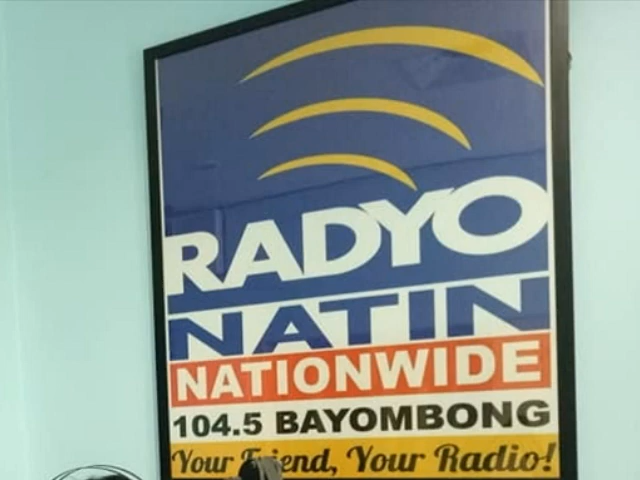 RADYO
NATIN
NATIONWIDE
104.5 BAYOMBONG
Your Friend, Your Radio!